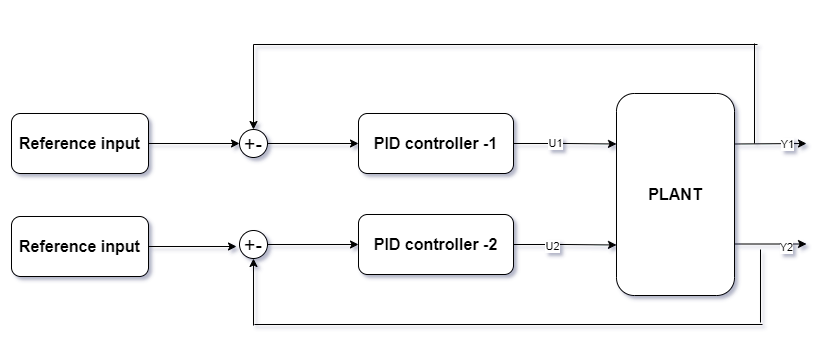 Reference input
+-
PID controller -1
U1
PLANT
Y1
Reference input
+-
PID controller -2
U2
Y2